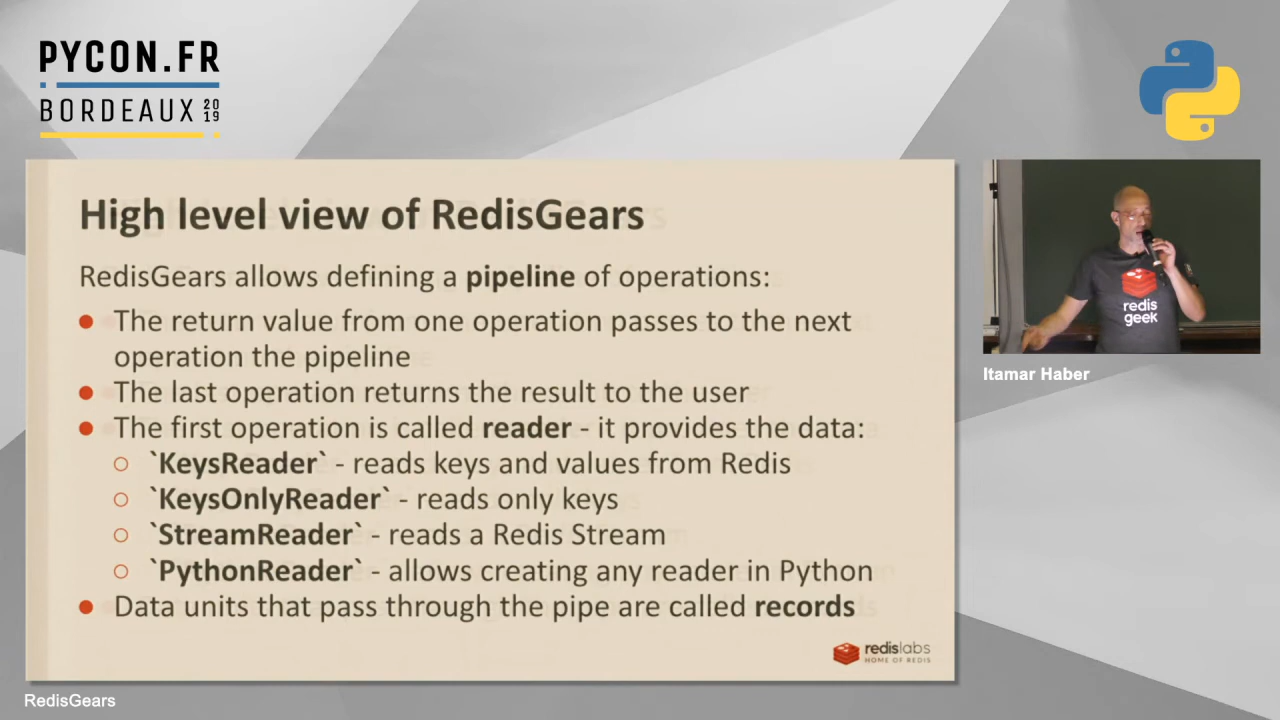 PYCON.FR
BORDEAUX 2019
High level view of RedisGears
RedisGears allows defining a pipeline of operations:
● The return value from one operation passes to the next
operation the pipeline
● The last operation returns the result to the user
● The first operation is called reader - it provides the data:
○ `KeysReader` - reads keys and values from Redis
○ `KeysOnlyReader` - reads only keys
○ `StreamReader` - reads a Redis Stream
○ `PythonReader` - allows creating any reader in Python
● Data units that pass through the pipe are called records
redislabs
HOME OF REDIS
redis
geek
Itamar Haber
RedisGears